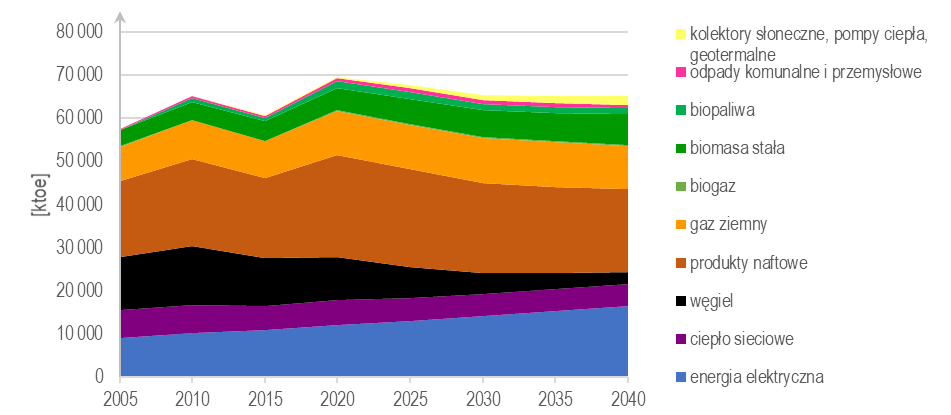 80 000
70 000
60 000
50 000
40 000
30 000
20 000
10 000
0
[ktoe]
2005 2010 2015 2020 2025 2030 2035 2040
kolektory słoneczne, pompy ciepła,
geotermalne
odpady komunalne i przemysłowe
biopaliwa
biomasa stała
biogaz
gaz ziemny
produkty naftowe
węgiel
ciepło sieciowe
energia elektryczna